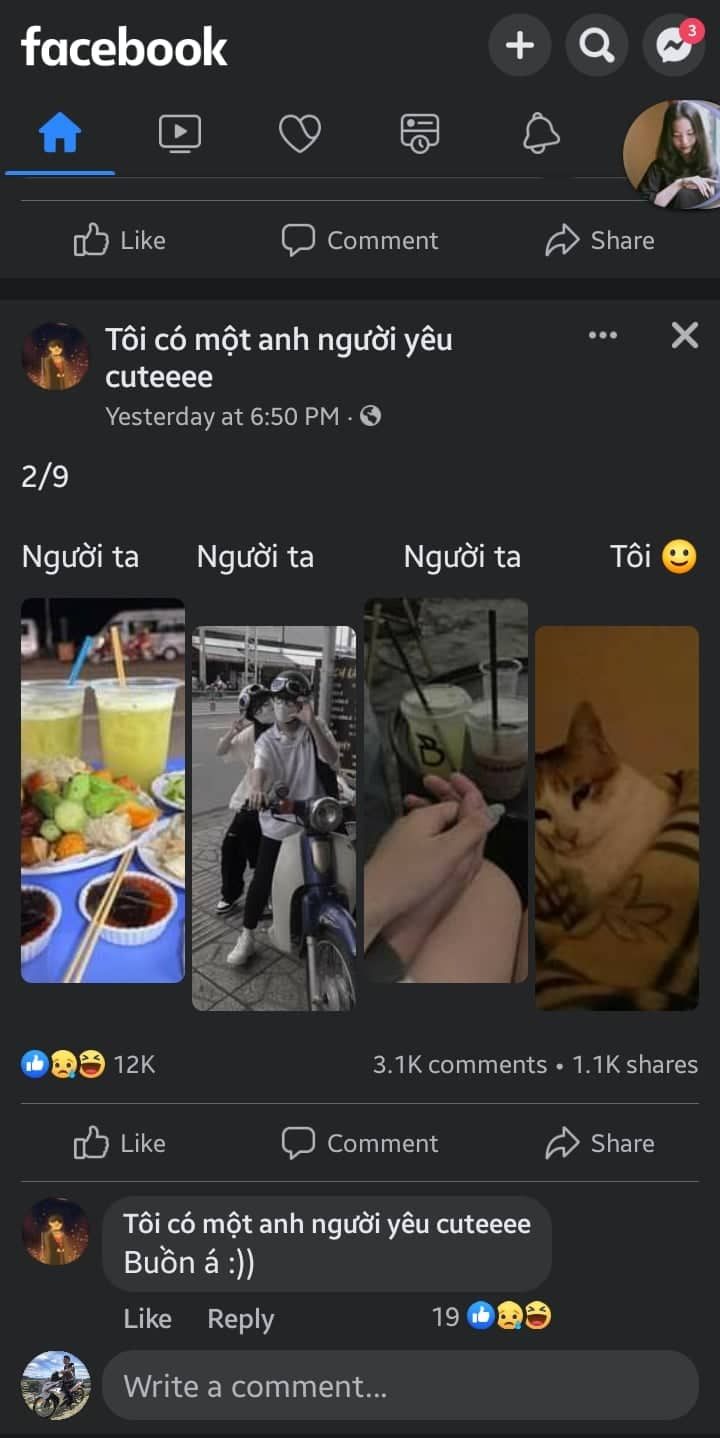 facebook
3
Like Comment Share
Tôi có một anh người yêu
cuteeee
Yesterday at 6:50 PM ·
2/9
Người ta Người ta Người ta Tôi 🙂
B
12K 3.1K comments • 1.1K shares
Like Comment Share
Tôi có một anh người yêu cuteeee
Buồn á :))
Like Reply 19
Write a comment...